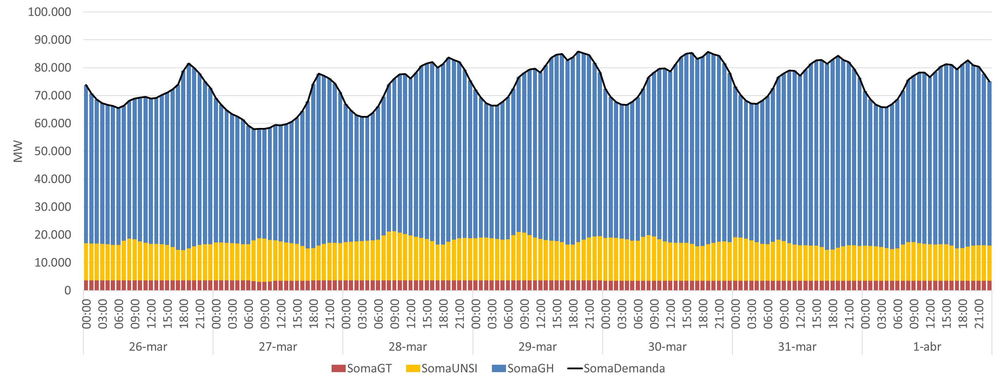 100.000
90.000
80.000
70.000
60.000
50.000
40.000
30.000
20.000
10.000
0
MW
00:00 03:00 06:00 09:00 12:00 15:00 18:00 21:00 00:00 03:00 06:00 09:00 12:00 15:00 18:00 21:00 00:00 03:00 06:00 09:00 12:00 15:00 18:00 21:00 00:00 03:00 06:00 09:00 12:00 15:00 18:00 21:00 00:00 03:00 06:00 09:00 12:00 15:00 18:00 21:00 00:00 03:00 06:00 09:00 12:00 15:00 18:00 21:00 00:00 03:00 06:00 09:00 12:00 15:00 18:00 21:00
26-mar 27-mar 28-mar 29-mar 30-mar 31-mar 1-abr
SomaGT SomaUNSI SomaGH SomaDemanda